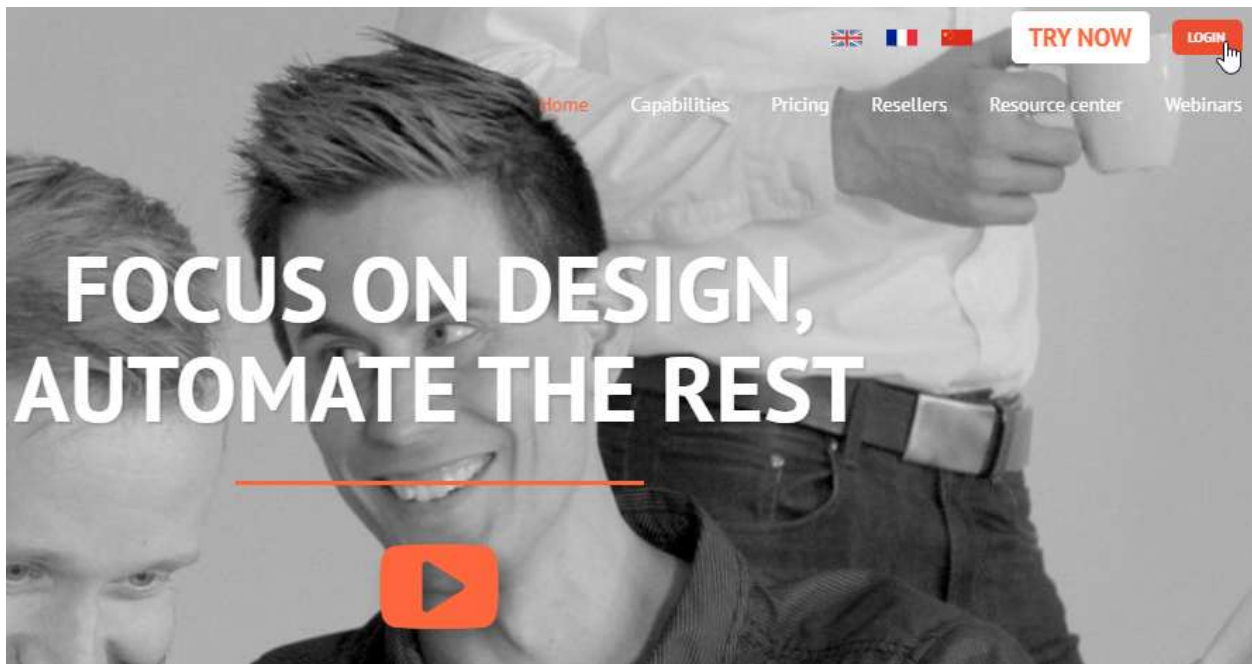 TRY NOW
LOGIN
Home Capabilities Pricing Resellers Resource center Webinars
FOCUS ON DESIGN,
AUTOMATE THE REST